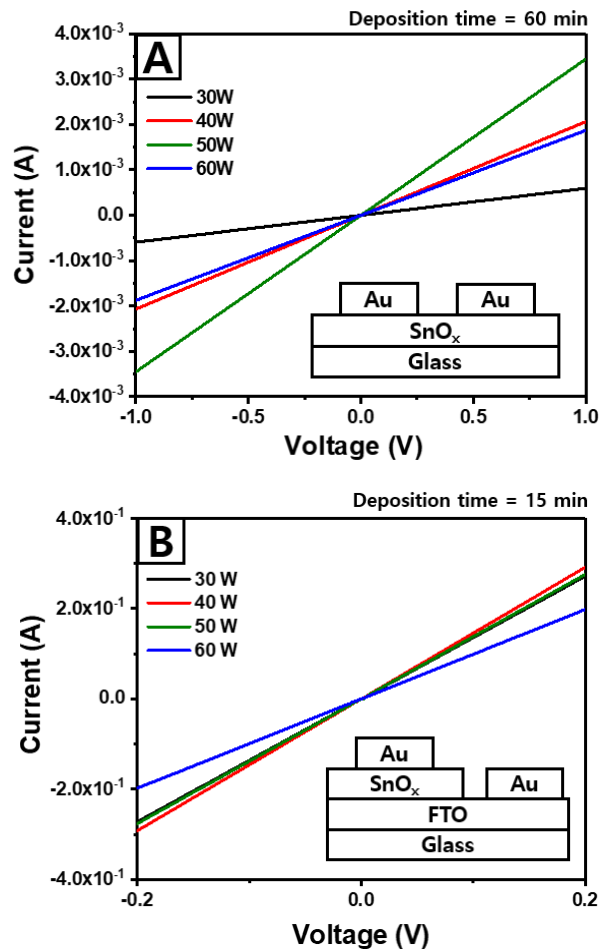 Deposition time = 60 min
4.0x10⁻³
A
3.0x10⁻³
30W
40W
2.0x10⁻³
50W
60W
1.0x10⁻³
0.0
Current (A)
-1.0x10⁻³
-2.0x10⁻³
Au Au
SnOₓ
-3.0x10⁻³
Glass
-4.0x10⁻³
-1.0 -0.5 0.0 0.5 1.0
Voltage (V)
Deposition time = 15 min
4.0x10⁻¹
B
30 W
40 W
2.0x10⁻¹
50 W
60 W
0.0
Current (A)
Au
SnOₓ Au
-2.0x10⁻¹
FTO
Glass
-4.0x10⁻¹
-0.2 0.0 0.2
Voltage (V)